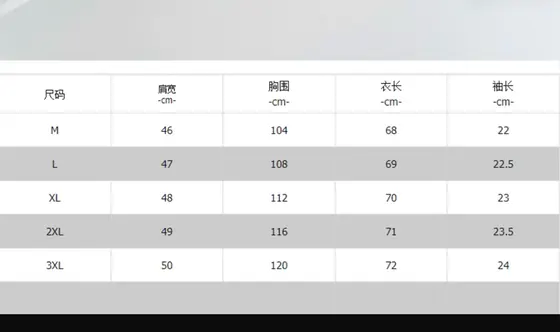 尺码 肩宽 胸围 衣长 袖长
-cm- -cm- -cm- -cm-
M 46 104 68 22
L 47 108 69 22.5
XL 48 112 70 23
2XL 49 116 71 23.5
3XL 50 120 72 24